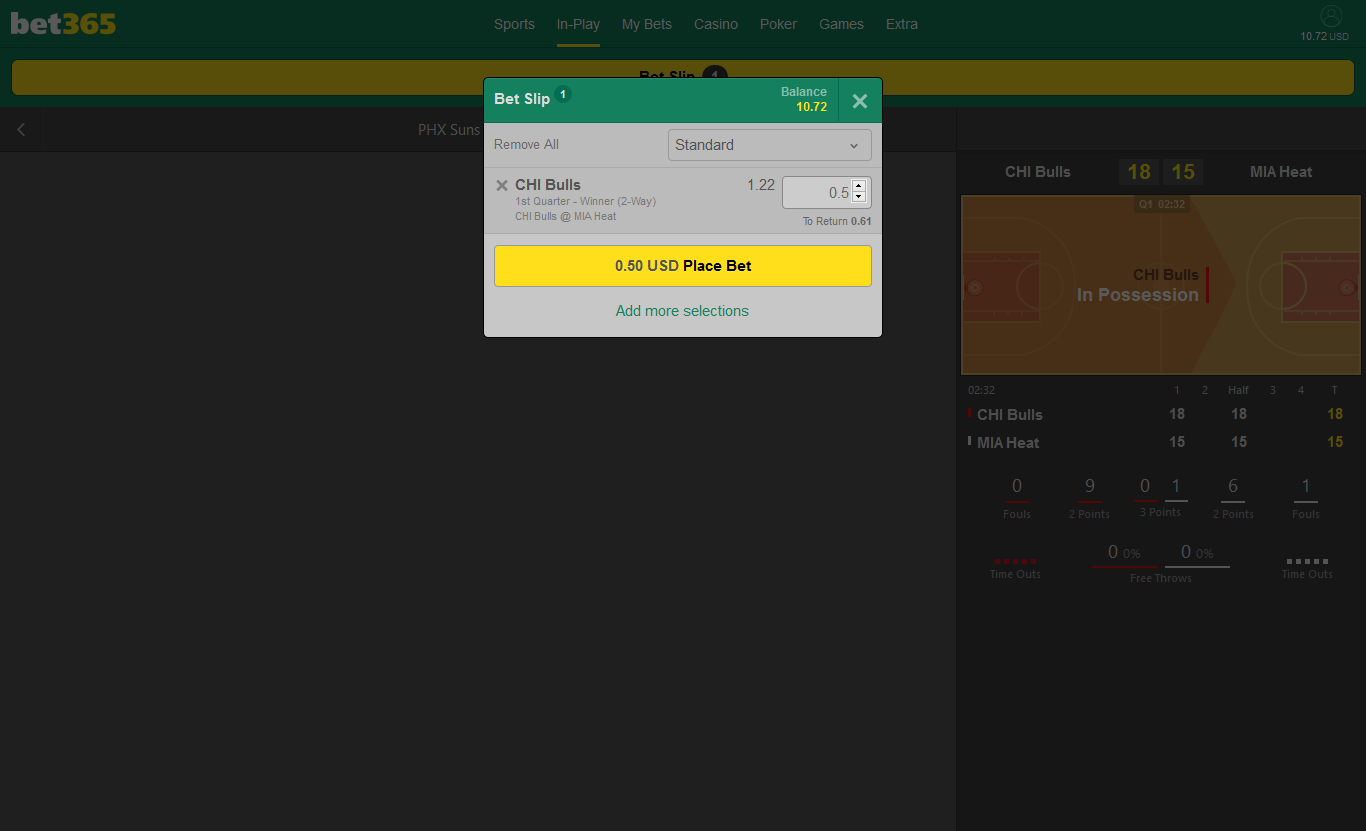 bet365
Sports In-Play My Bets Casino Poker Games Extra
10.72 USD
Bet Slip 1
Bet Slip 1
Balance
10.72
PHX Suns
Remove All
Standard
CHI Bulls 1.22 0.5
1st Quarter - Winner (2-Way)
CHI Bulls @ MIA Heat
To Return 0.61
0.50 USD Place Bet
Add more selections
CHI Bulls 18 15 MIA Heat
Q1 02:32
CHI Bulls
In Possession
02:32 1 2 Half 3 4 T
CHI Bulls 18 18 18
MIA Heat 15 15 15
0 9 0 1 6 1
Fouls 2 Points 3 Points 2 Points Fouls
0 0% 0 0%
Time Outs Free Throws Time Outs